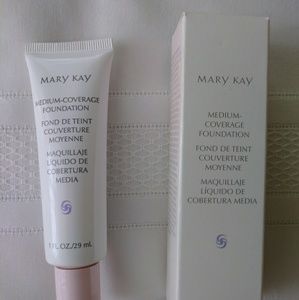 MARY KAY
MEDIUM-COVERAGE
FOUNDATION
FOND DE TEINT
COUVERTURE
MOYENNE
MAQUILLAJE
LÍQUIDO DE
COBERTURA
MEDIA
1 FL.OZ./29 mL
MARY KAY
MEDIUM-
COVERAGE
FOUNDATION
FOND DE TEINT
COUVERTURE
MOYENNE
MAQUILLAJE
LÍQUIDO DE
COBERTURA MEDIA